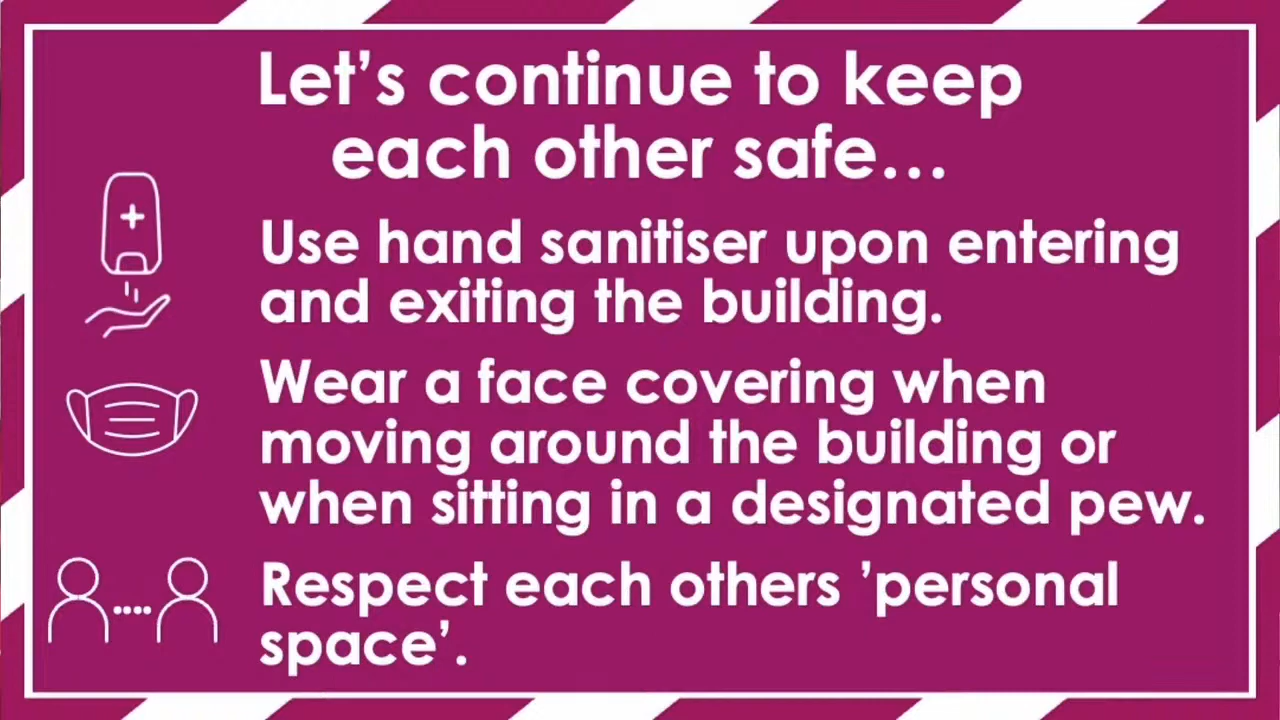 Let’s continue to keep
each other safe...
Use hand sanitiser upon entering
and exiting the building.
Wear a face covering when
moving around the building or
when sitting in a designated pew.
Respect each others ’personal
space’.